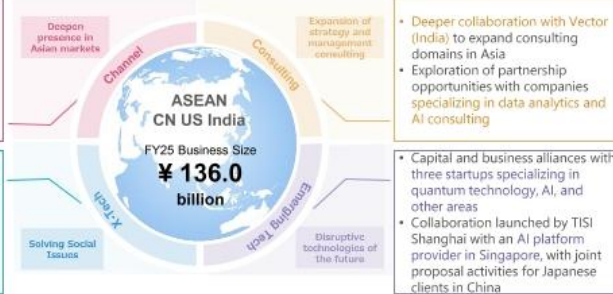 Deepen
presence in
Asian markets
Channel
Expansion of
strategy and
management
consulting
Consulting
• Deeper collaboration with Vector
(India) to expand consulting
domains in Asia
• Exploration of partnership
opportunities with companies
specializing in data analytics and
AI consulting
ASEAN
CN US India
FY25 Business Size
¥ 136.0
billion
X-Tech
Solving Social
Issues
Emerging Tech
Disruptive
technologies of
the future
• Capital and business alliances with
three startups specializing in
quantum technology, AI, and
other areas
• Collaboration launched by TISI
Shanghai with an AI platform
provider in Singapore, with joint
proposal activities for Japanese
clients in China